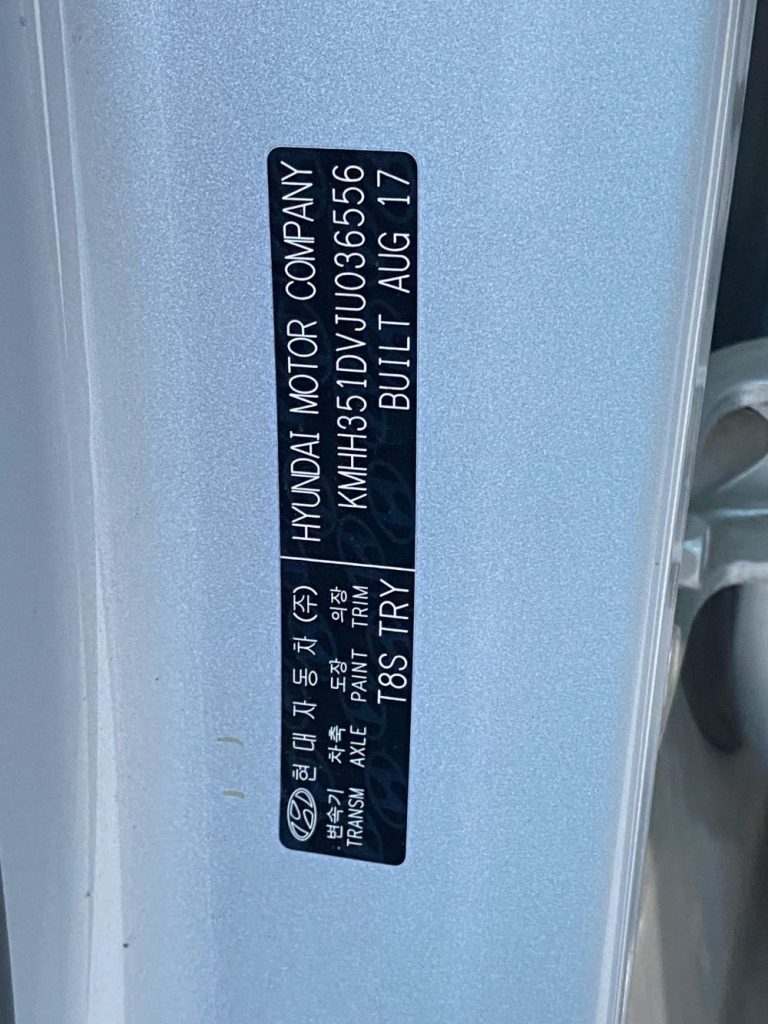 현대자동차(주) HYUNDAI MOTOR COMPANY
변속기 차축 도장 의장 KMHH351DVJU036556
TRANSM AXLE PAINT TRIM
T8S TRY BUILT AUG 17